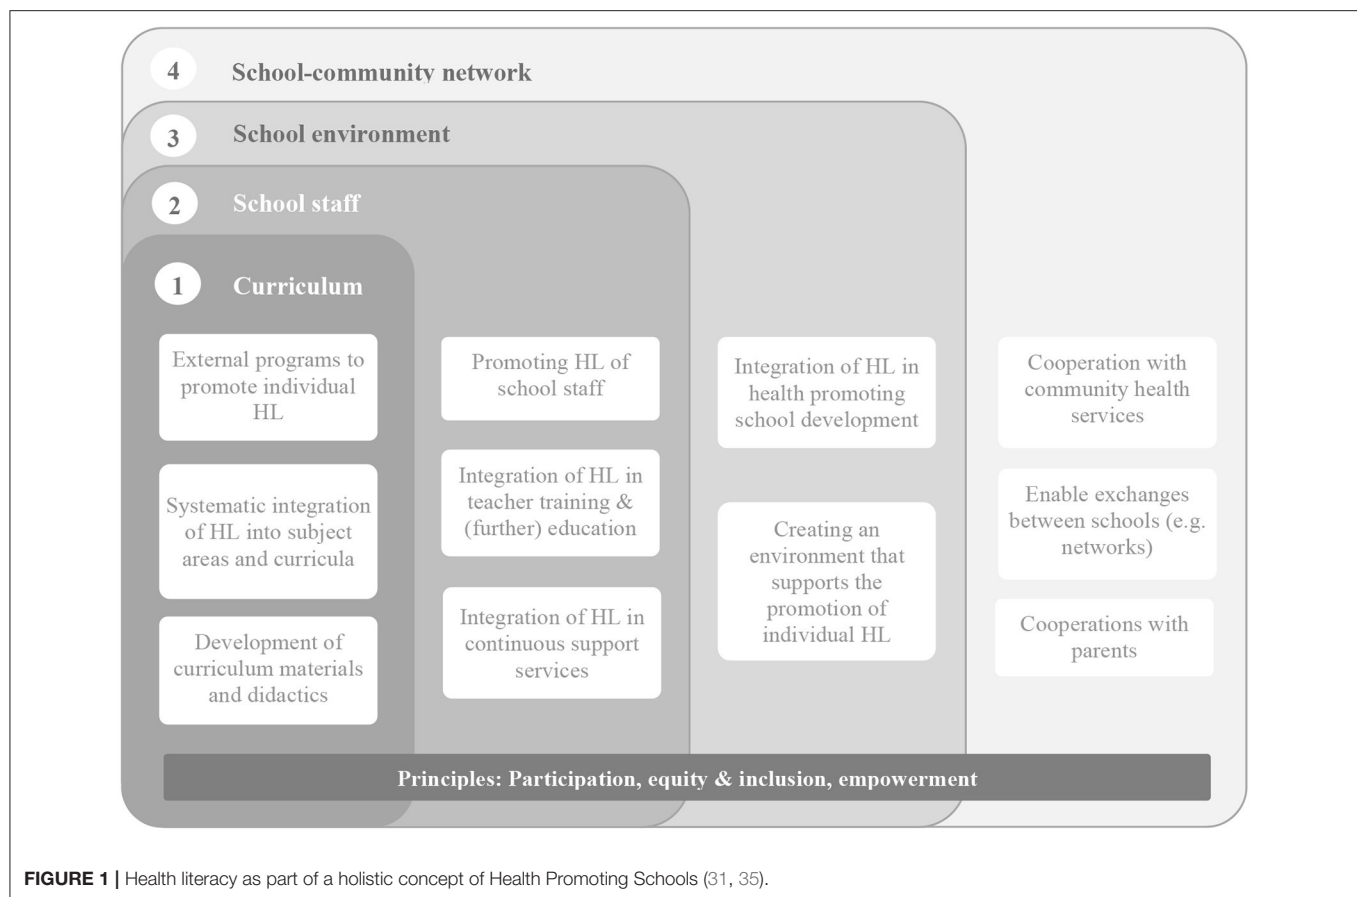 4
School-community network
3
School environment
2
School staff
1
Curriculum
External programs to
promote individual
HL
Systematic integration
of HL into subject
areas and curricula
Development of
curriculum materials
and didactics
Promoting HL of
school staff
Integration of HL in
teacher training &
(further) education
Integration of HL in
continuous support
services
Integration of HL in
health promoting
school development
Creating an
environment that
supports the
promotion of
individual HL
Cooperation with
community health
services
Enable exchanges
between schools (e.g.
networks)
Cooperations with
parents
Principles: Participation, equity & inclusion, empowerment
FIGURE 1 | Health literacy as part of a holistic concept of Health Promoting Schools (31, 35).